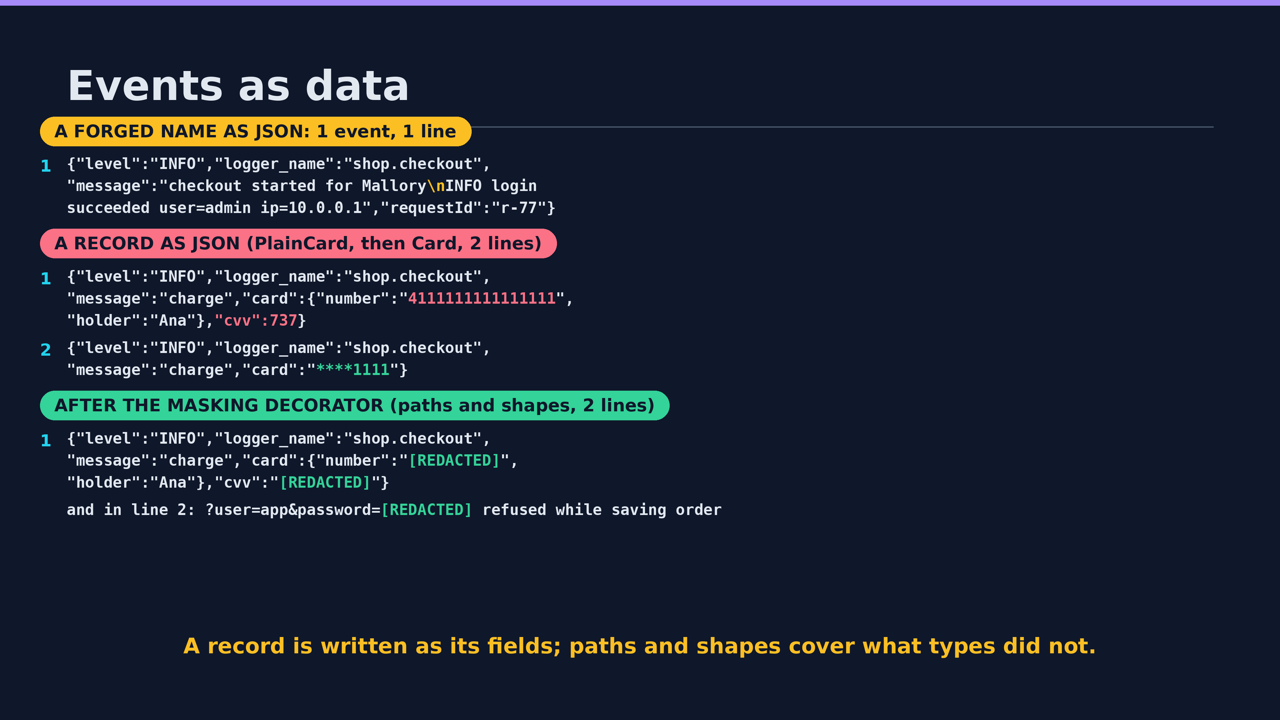 Events as data
A FORGED NAME AS JSON: 1 event, 1 line
1 {"level":"INFO","logger_name":"shop.checkout",
"message":"checkout started for Mallory\nINFO login
succeeded user=admin ip=10.0.0.1","requestId":"r-77"}
A RECORD AS JSON (PlainCard, then Card, 2 lines)
1 {"level":"INFO","logger_name":"shop.checkout",
"message":"charge","card":{"number":"4111111111111111",
"holder":"Ana"},"cvv":737}
2 {"level":"INFO","logger_name":"shop.checkout",
"message":"charge","card":"****1111"}
AFTER THE MASKING DECORATOR (paths and shapes, 2 lines)
1 {"level":"INFO","logger_name":"shop.checkout",
"message":"charge","card":{"number":"[REDACTED]",
"holder":"Ana"},"cvv":"[REDACTED]"}
and in line 2: ?user=app&password=[REDACTED] refused while saving order
A record is written as its fields; paths and shapes cover what types did not.